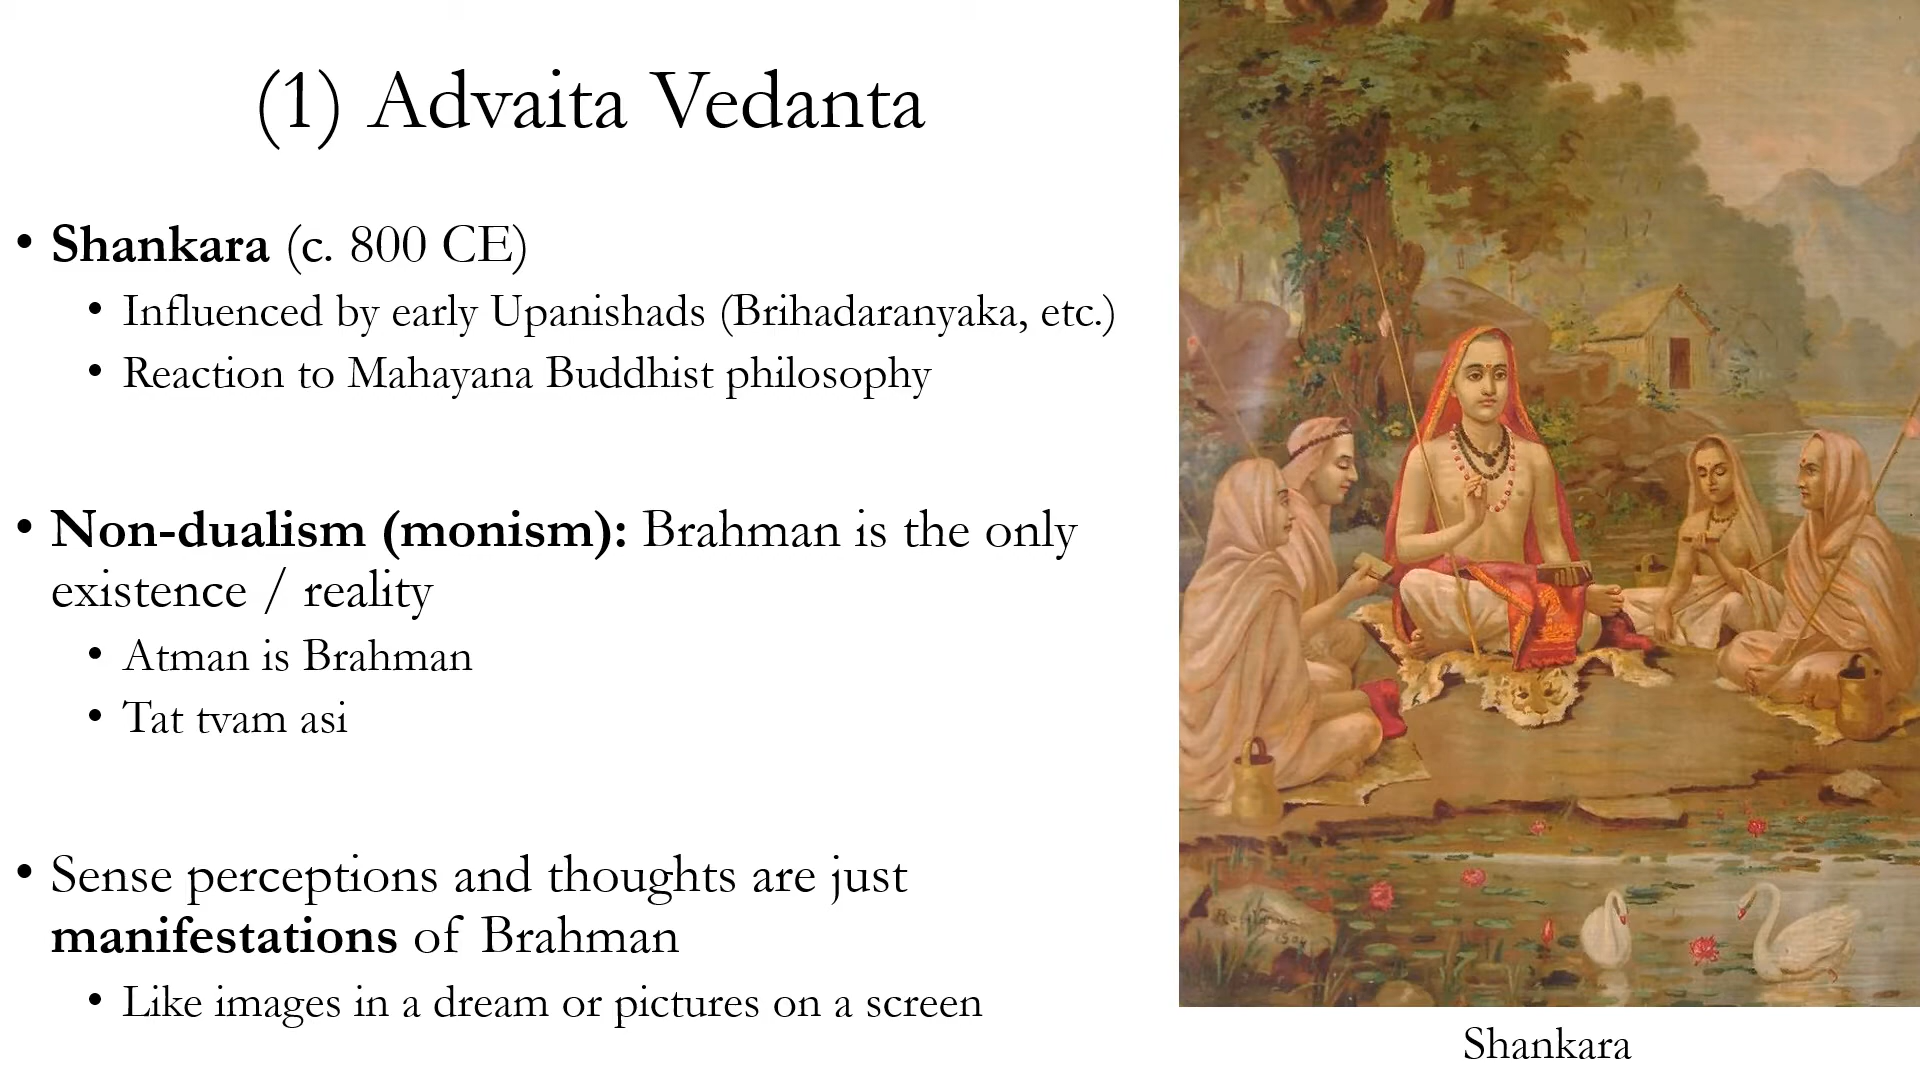 (1) Advaita Vedanta
• Shankara (c. 800 CE)
• Influenced by early Upanishads (Brihadaranyaka, etc.)
• Reaction to Mahayana Buddhist philosophy
• Non-dualism (monism): Brahman is the only
existence / reality
• Atman is Brahman
• Tat tvam asi
• Sense perceptions and thoughts are just
manifestations of Brahman
• Like images in a dream or pictures on a screen
Shankara